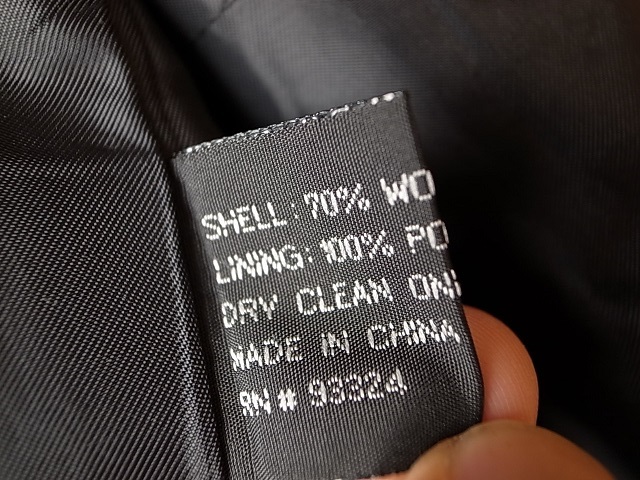 SHELL: 70% WO
LINING: 100% PO
DRY CLEAN ON
MADE IN CHINA
RN # 93324